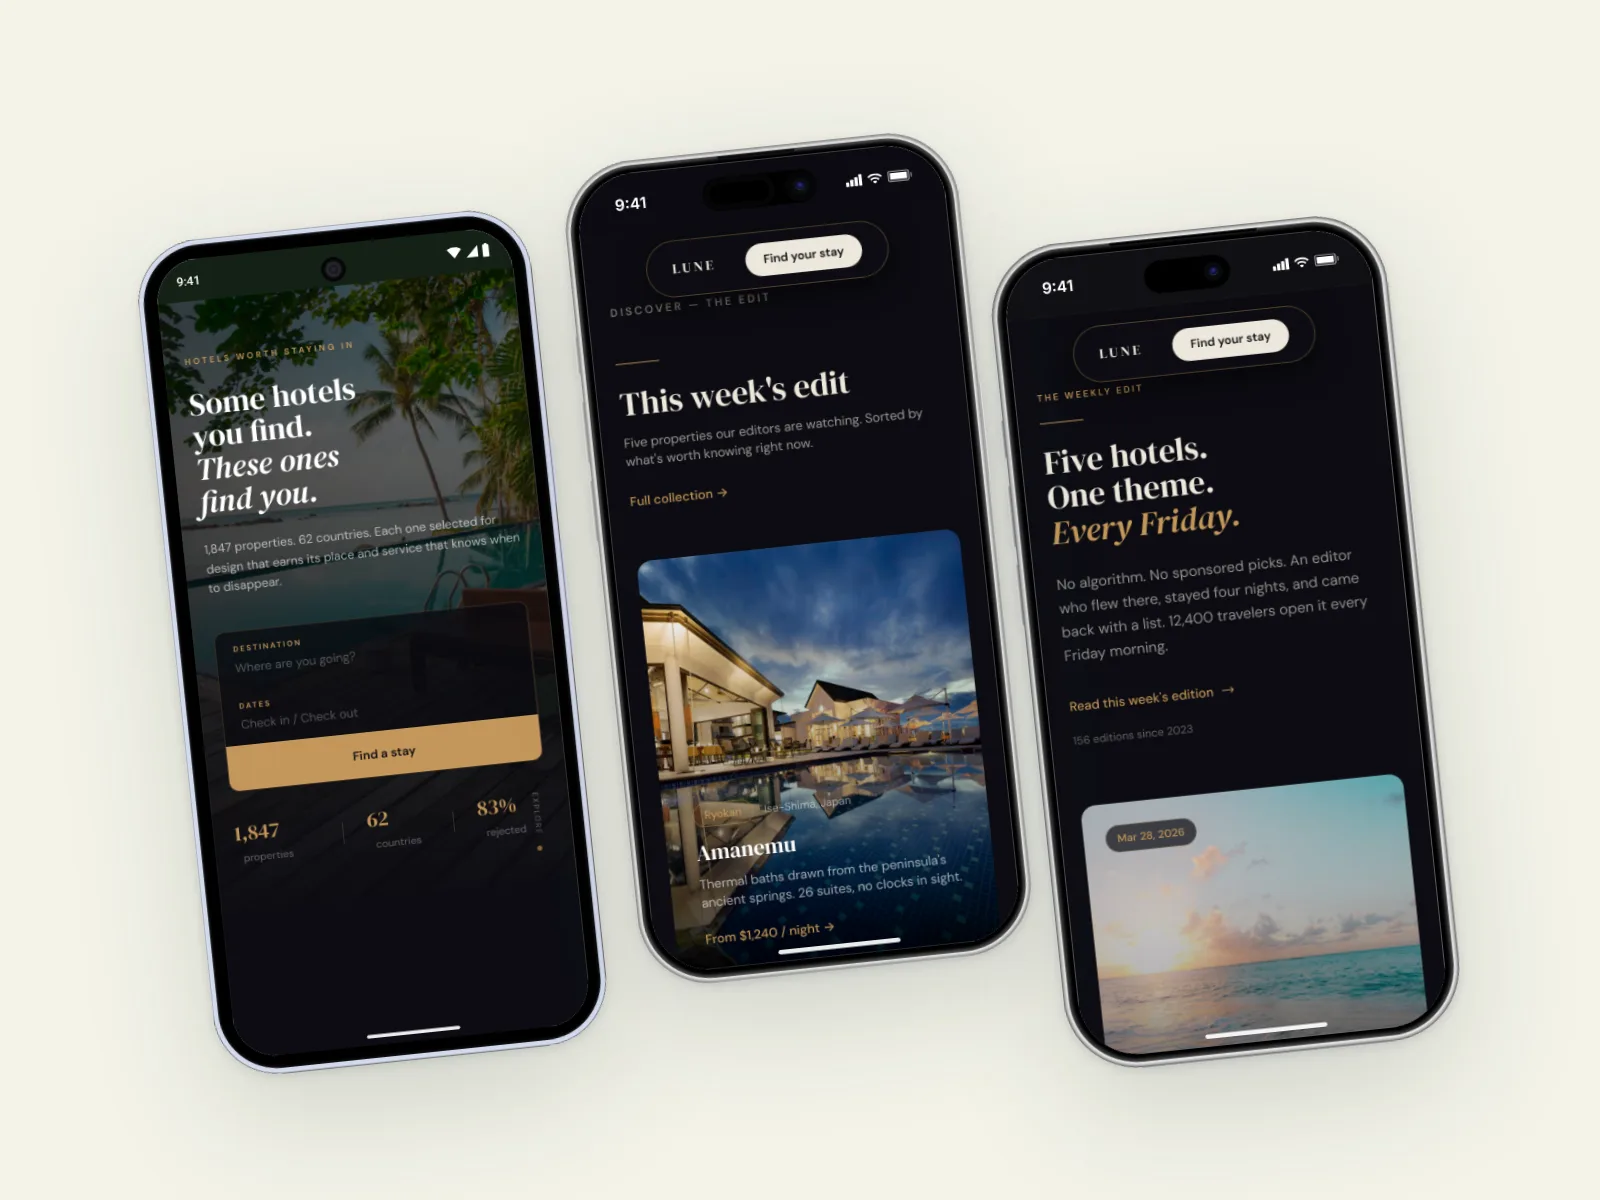 9:41
HOTELS WORTH STAYING IN
Some hotels
you find.
These ones
find you.
1,847 properties. 62 countries. Each one selected for
design that earns its place and service that knows when
to disappear.
DESTINATION
Where are you going?
DATES
Check in / Check out
Find a stay
1,847
properties
62
countries
83%
rejected
EXPLORE
9:41
LUNE
Find your stay
DISCOVER — THE EDIT
This week's edit
Five properties our editors are watching. Sorted by
what's worth knowing right now.
Full collection →
Ryokan
Ise-Shima, Japan
Amanemu
Thermal baths drawn from the peninsula's
ancient springs. 26 suites, no clocks in sight.
From $1,240 / night →
9:41
LUNE
Find your stay
THE WEEKLY EDIT
Five hotels.
One theme.
Every Friday.
No algorithm. No sponsored picks. An editor
who flew there, stayed four nights, and came
back with a list. 12,400 travelers open it every
Friday morning.
Read this week's edition →
156 editions since 2023
Mar 28, 2026